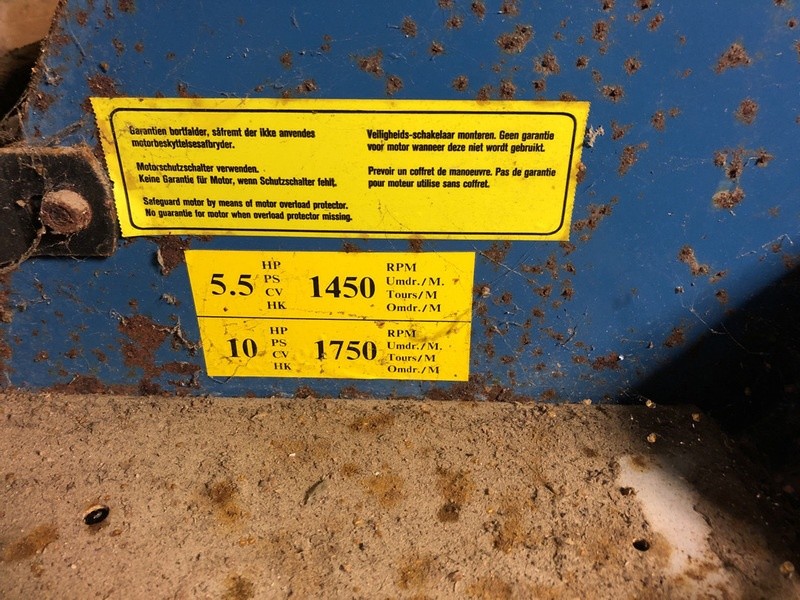 Garantien bortfalder, såfremt der ikke anvendes
motorbeskyttelsesafbryder.
Motorschutzschalter verwenden.
Keine Garantie für Motor, wenn Schutzschalter fehlt.
Safeguard motor by means of motor overload protector.
No guarantee for motor when overload protector missing.
Veiligheids-schakelaar monteren. Geen garantie
voor motor wanneer deze niet wordt gebruikt.
Prevoir un coffret de manoeuvre. Pas de garantie
pour moteur utilise sans coffret.
5.5 HP PS CV HK 1450 RPM Umdr./M. Tours/M Omdr./M
10 HP PS CV HK 1750 RPM Umdr./M. Tours/M Omdr./M